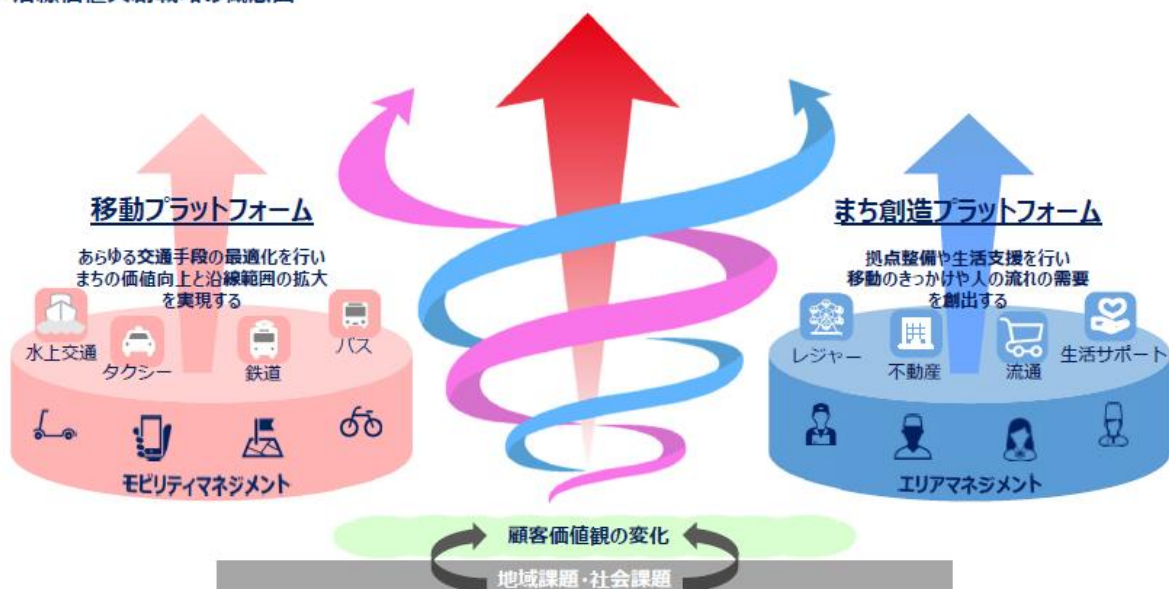 移動プラットフォーム
あらゆる交通手段の最適化を行い
まちの価値向上と沿線範囲の拡大
を実現する
水上交通
タクシー
鉄道
バス
モビリティマネジメント
まち創造プラットフォーム
拠点整備や生活支援を行い
移動のきっかけや人の流れの需要
を創出する
レジャー
不動産
流通
生活サポート
エリアマネジメント
顧客価値観の変化
地域課題・社会課題